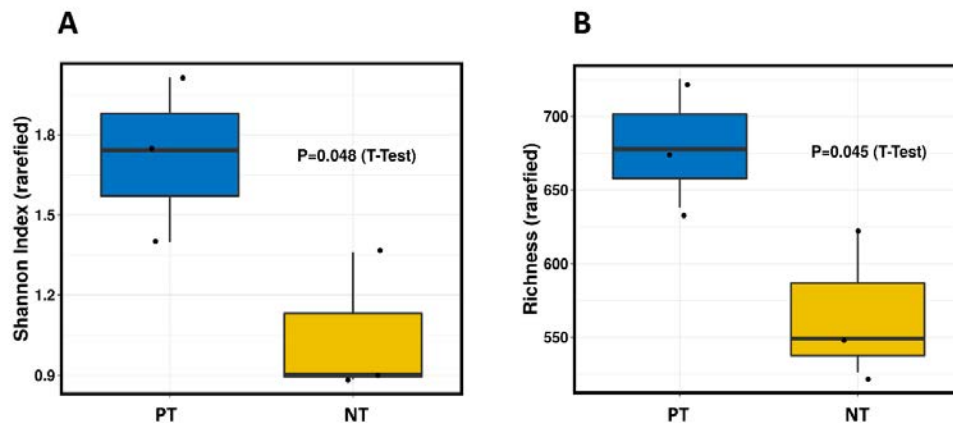 A
Shannon Index (rarefied)
1.8
1.5
1.2
0.9
P=0.048 (T-Test)
PT NT
B
Richness (rarefied)
700
650
600
550
P=0.045 (T-Test)
PT NT